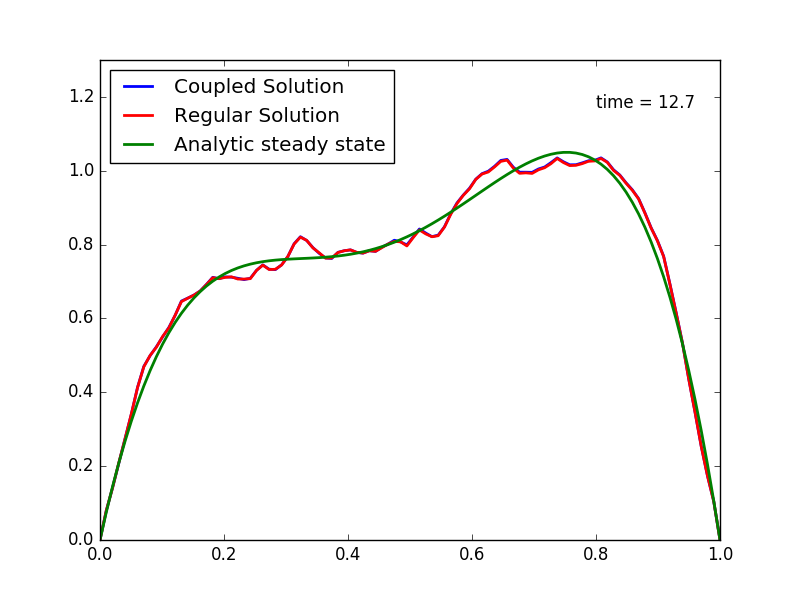 Coupled Solution
Regular Solution
Analytic steady state
time = 12.7
1.2
1.0
0.8
0.6
0.4
0.2
0.0
0.0 0.2 0.4 0.6 0.8 1.0